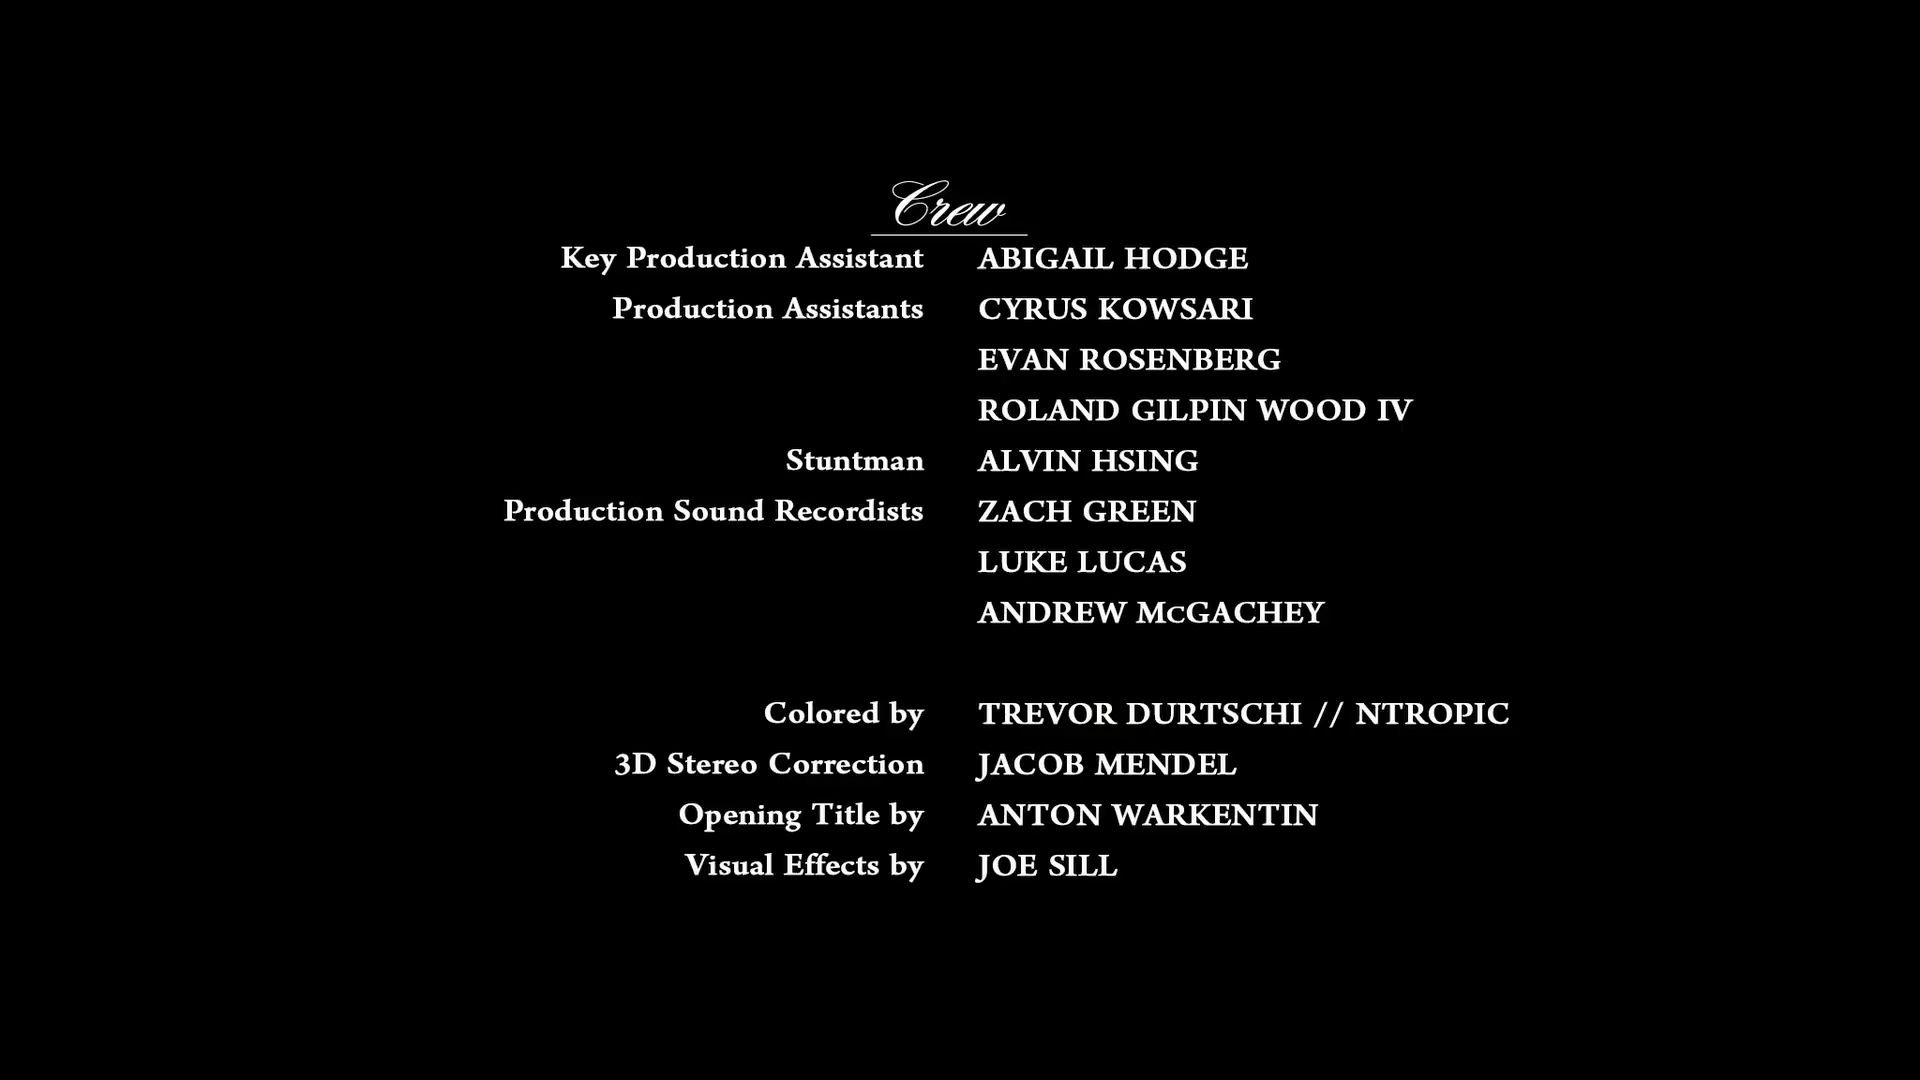 Crew
Key Production Assistant ABIGAIL HODGE
Production Assistants CYRUS KOWSARI
EVAN ROSENBERG
ROLAND GILPIN WOOD IV
Stuntman ALVIN HSING
Production Sound Recordists ZACH GREEN
LUKE LUCAS
ANDREW McGACHEY
Colored by TREVOR DURTSCHI // NTROPIC
3D Stereo Correction JACOB MENDEL
Opening Title by ANTON WARKENTIN
Visual Effects by JOE SILL